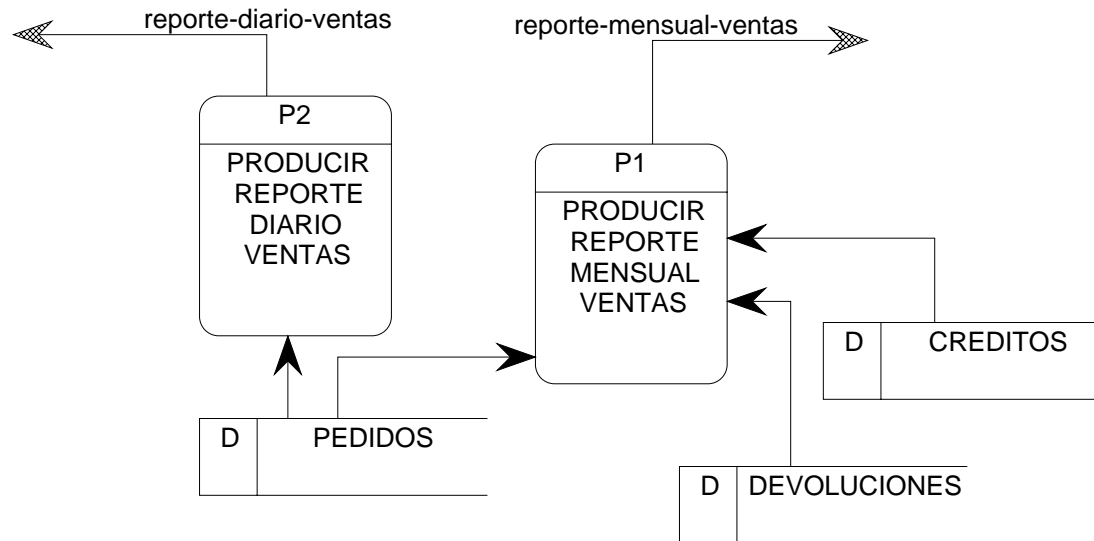 reporte-diario-ventas
reporte-mensual-ventas
P2
PRODUCIR
REPORTE
DIARIO
VENTAS
P1
PRODUCIR
REPORTE
MENSUAL
VENTAS
D CREDITOS
D PEDIDOS
D DEVOLUCIONES